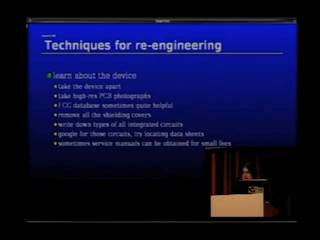 Techniques for re-engineering
learn about the device
take the device apart
take high-res PCB photographs
FCC database sometimes quite helpful
remove all the shielding covers
write down types of all integrated circuits
google for those circuits, try locating data sheets
sometimes service manuals can be obtained for small fees